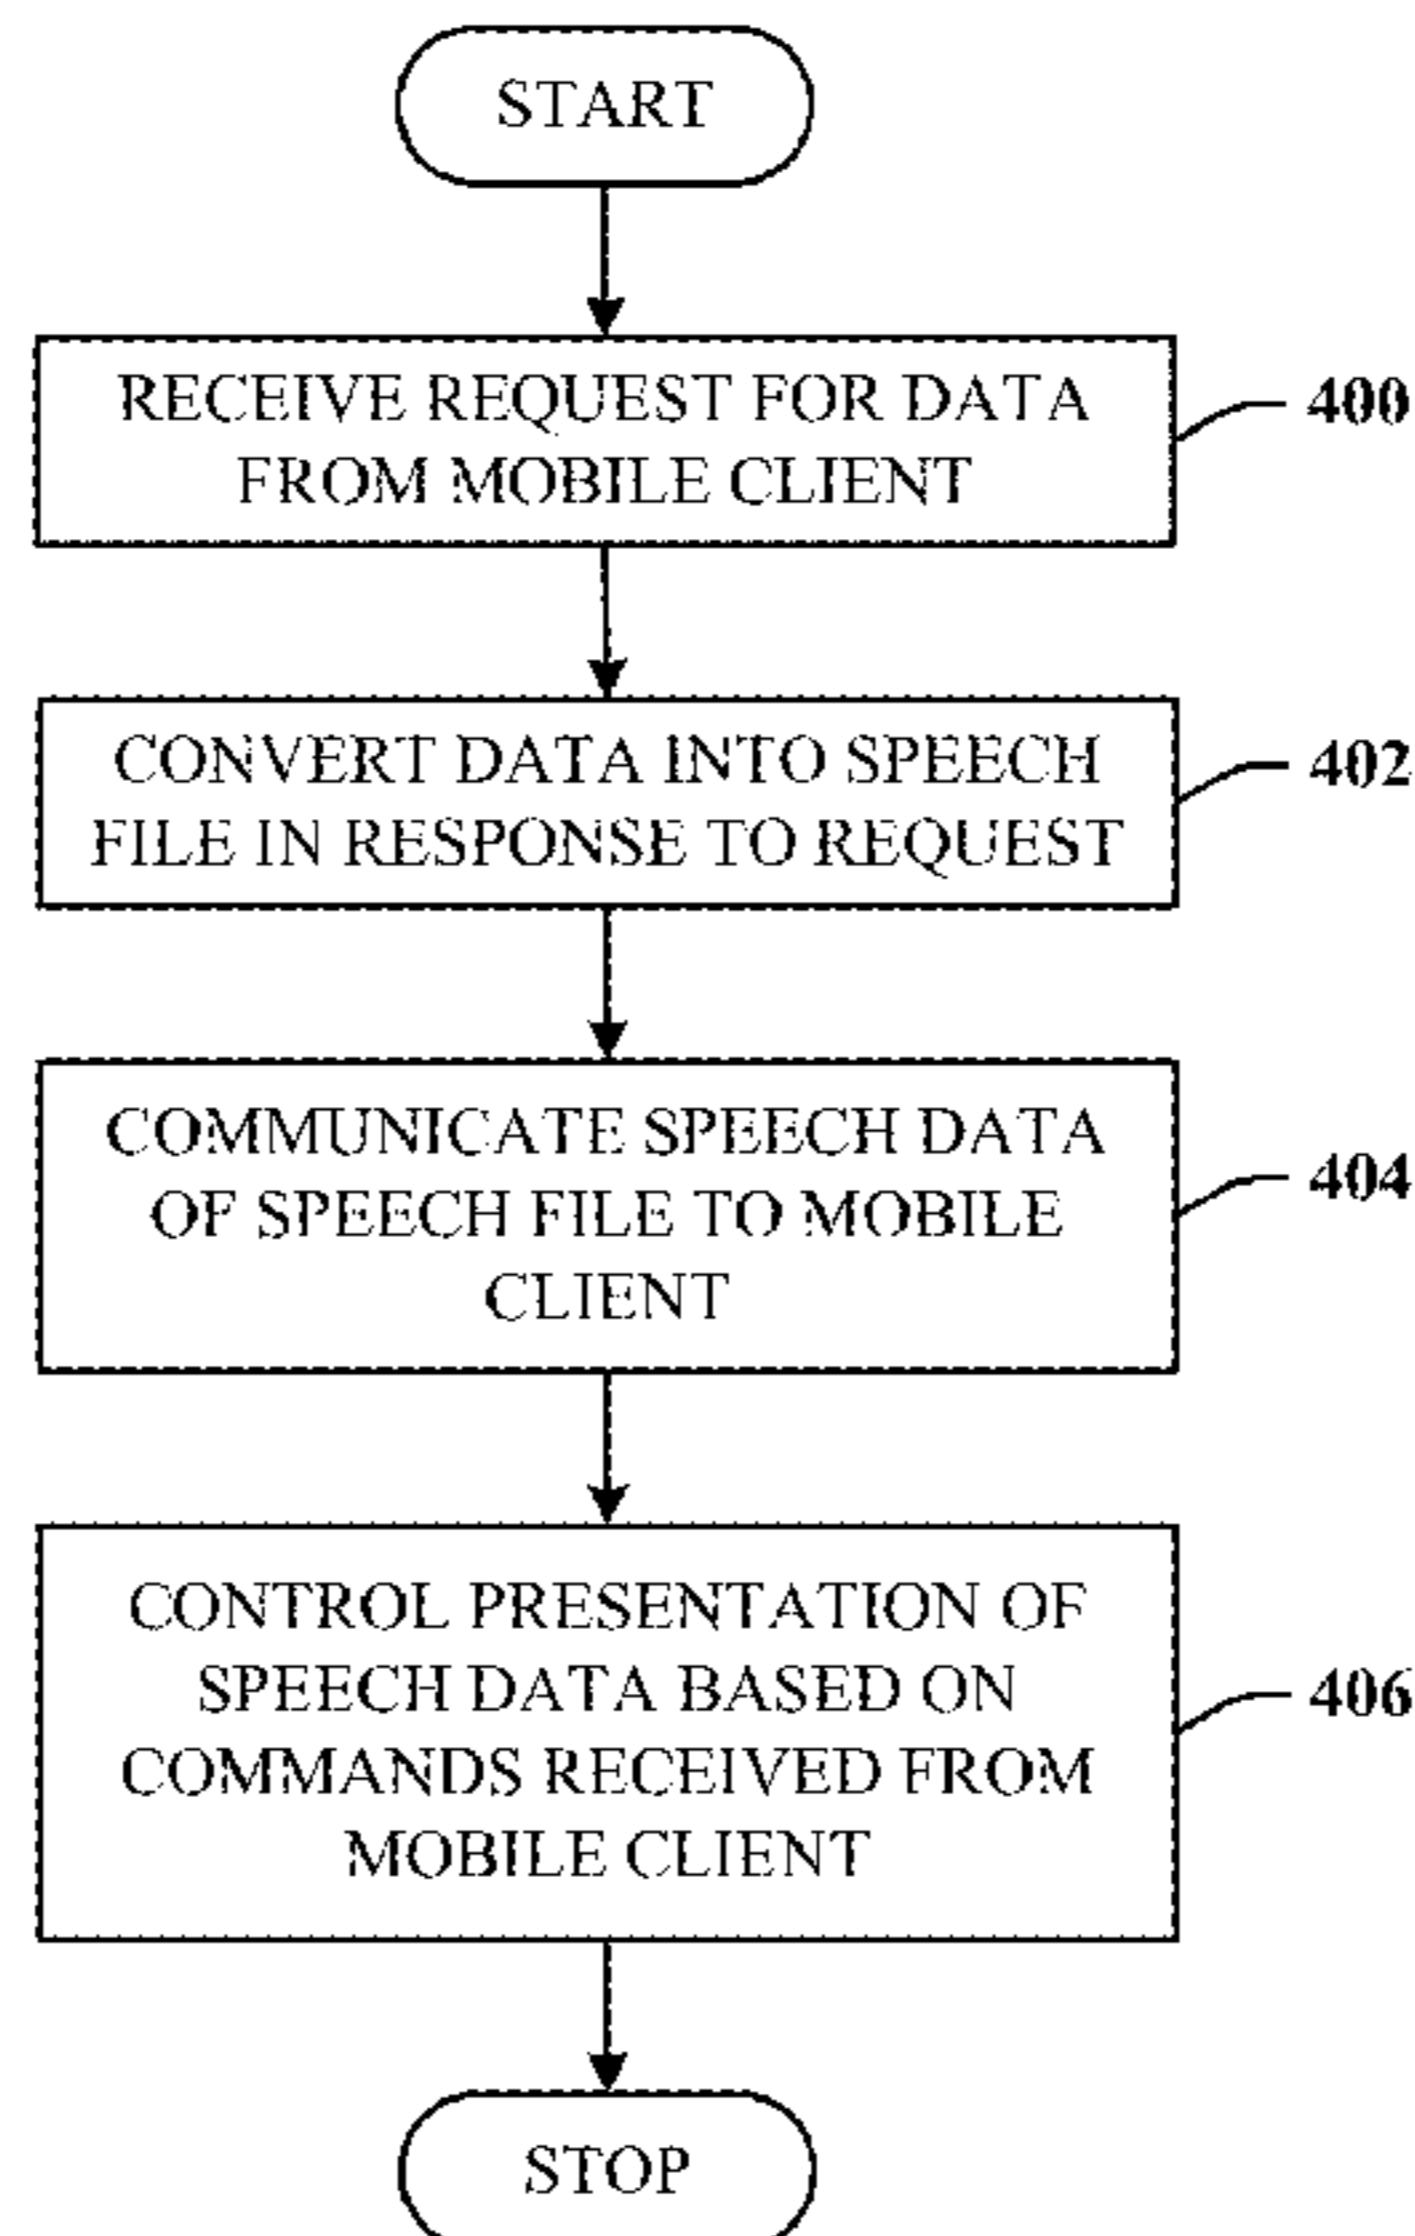 START
RECEIVE REQUEST FOR DATA
FROM MOBILE CLIENT
400
CONVERT DATA INTO SPEECH
FILE IN RESPONSE TO REQUEST
402
COMMUNICATE SPEECH DATA
OF SPEECH FILE TO MOBILE
CLIENT
404
CONTROL PRESENTATION OF
SPEECH DATA BASED ON
COMMANDS RECEIVED FROM
MOBILE CLIENT
406
STOP